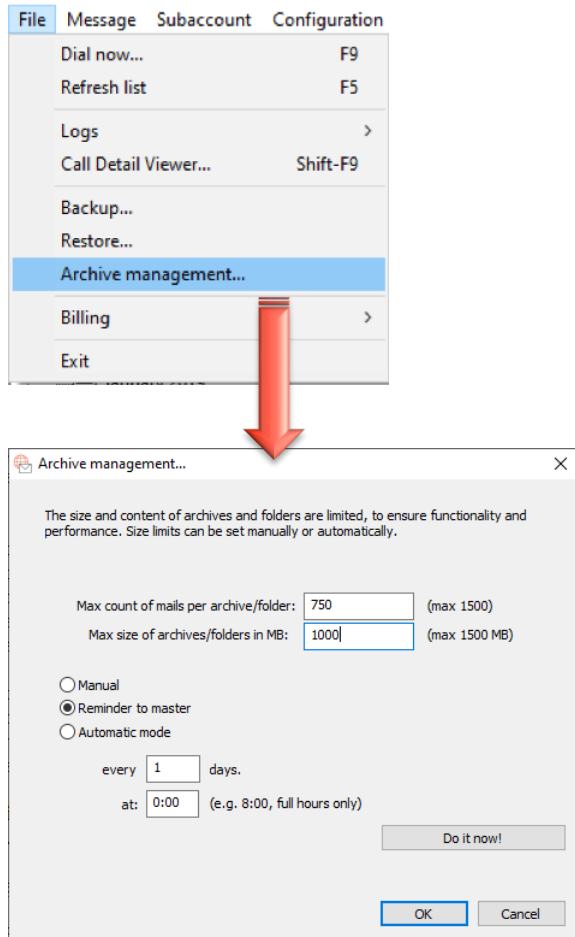 File Message Subaccount Configuration
Dial now... F9
Refresh list F5
Logs >
Call Detail Viewer... Shift-F9
Backup...
Restore...
Archive management...
Billing >
Exit
Archive management...
The size and content of archives and folders are limited, to ensure functionality and
performance. Size limits can be set manually or automatically.
Max count of mails per archive/folder: 750 (max 1500)
Max size of archives/folders in MB: 1000 (max 1500 MB)
Manual
Reminder to master
Automatic mode
every 1 days.
at: 0:00 (e.g. 8:00, full hours only)
Do it now!
OK Cancel